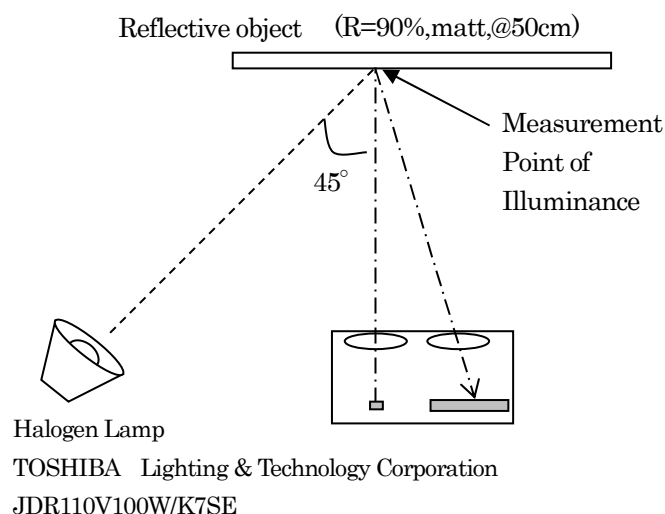 Reflective object (R=90%,matt,@50cm)
Measurement
Point of
Illuminance
45°
Halogen Lamp
TOSHIBA Lighting & Technology Corporation
JDR110V100W/K7SE